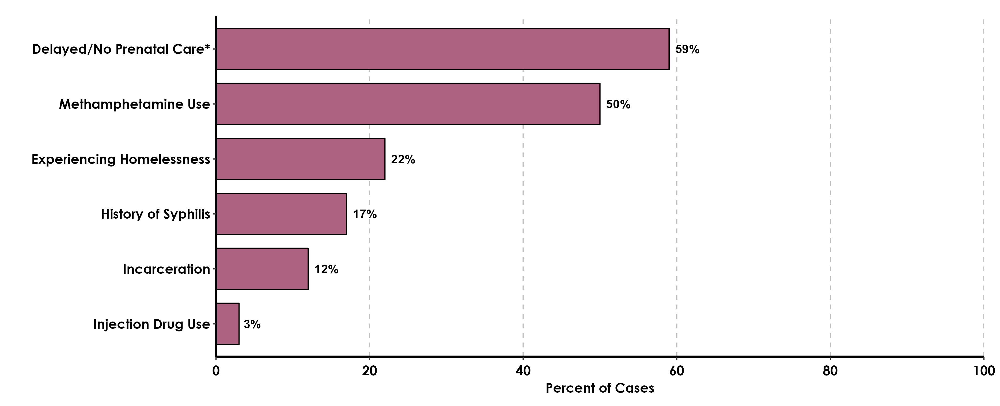 Delayed/No Prenatal Care* 59%
Methamphetamine Use 50%
Experiencing Homelessness 22%
History of Syphilis 17%
Incarceration 12%
Injection Drug Use 3%
0 20 40 60 80 100
Percent of Cases